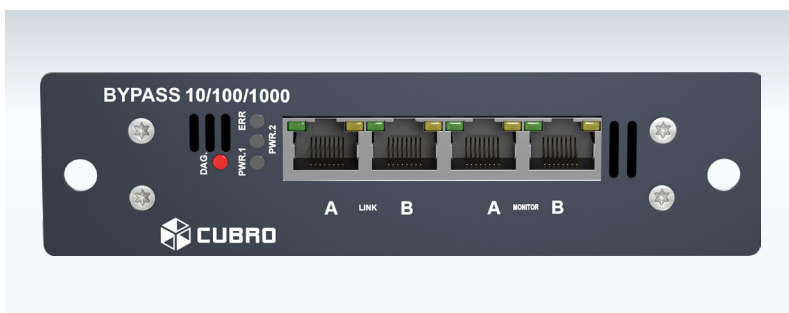 BYPASS 10/100/1000
ERR
PWR.2
DAG.
PWR.1
A LINK B
A MONITOR B
CUBRO